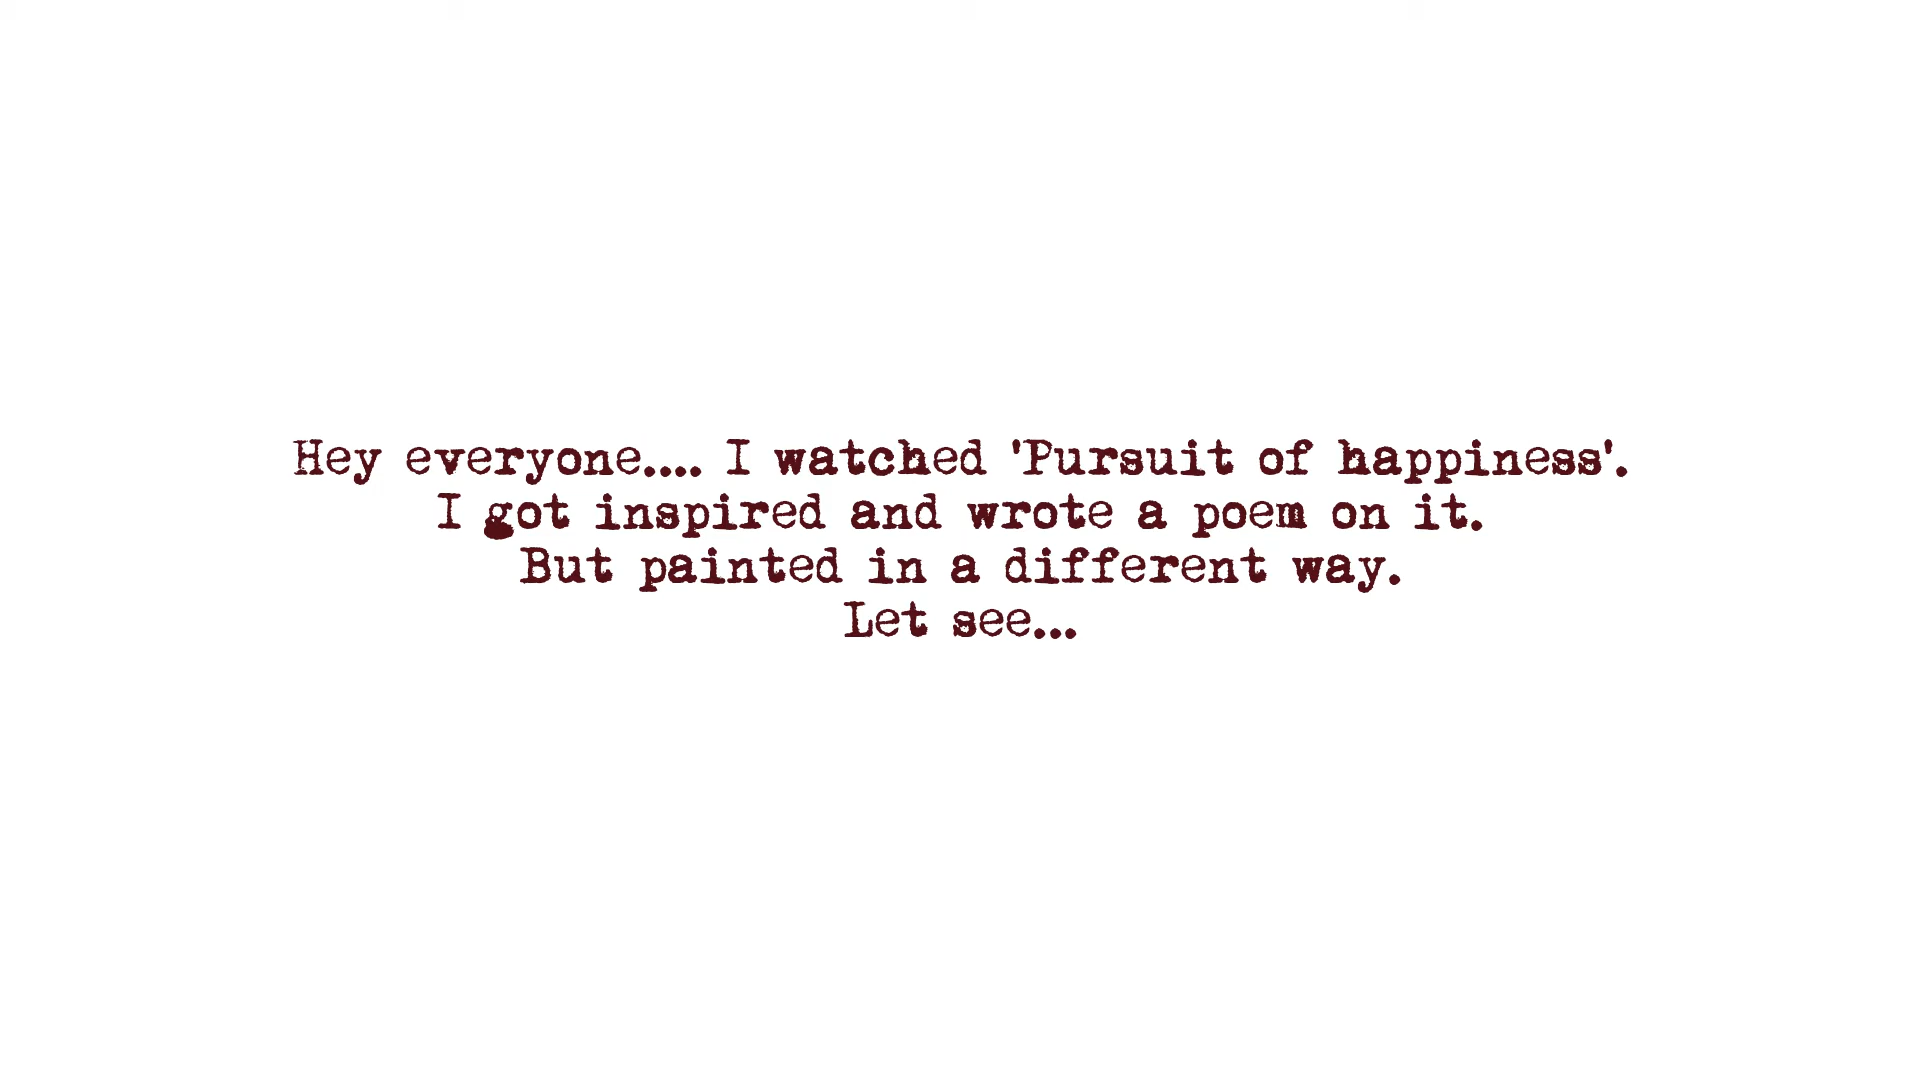 Hey everyone.... I watched 'Pursuit of happiness'.
I got inspired and wrote a poem on it.
But painted in a different way.
Let see...